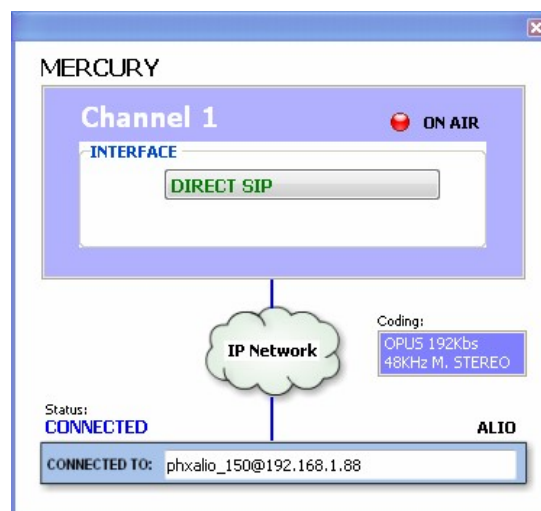 MERCURY
Channel 1
ON AIR
INTERFACE
DIRECT SIP
IP Network
Coding:
OPUS 192Kbs
48KHz M. STEREO
Status:
CONNECTED
ALIO
CONNECTED TO: phxalio_150@192.168.1.88